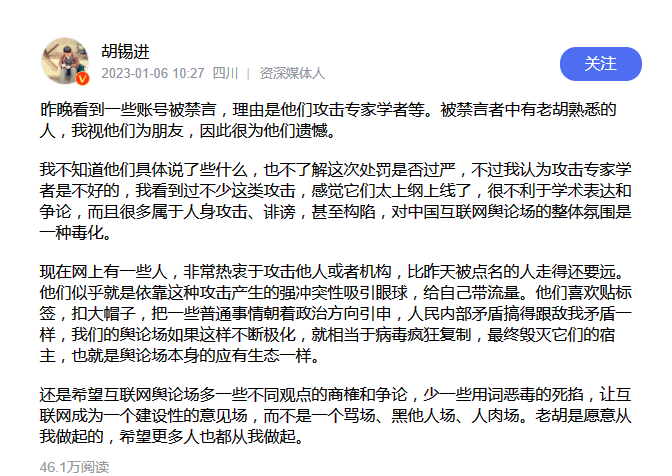 胡锡进
2023-01-06 10:27 四川 | 资深媒体人
关注
昨晚看到一些账号被禁言，理由是他们攻击专家学者等。被禁言者中有老胡熟悉的
人，我视他们为朋友，因此很为他们遗憾。
我不知道他们具体说了些什么，也不了解这次处罚是否过严，不过我认为攻击专家学
者是不好的，我看到过不少这类攻击，感觉它们太上纲上线了，很不利于学术表达和
争论，而且很多属于人身攻击、诽谤，甚至构陷，对中国互联网舆论场的整体氛围是
一种毒化。
现在网上有一些人，非常热衷于攻击他人或者机构，比昨天被点名的人走得还要远。
他们似乎就是依靠这种攻击产生的强冲突性吸引眼球，给自己带流量。他们喜欢贴标
签，扣大帽子，把一些普通事情朝着政治方向引申，人民内部矛盾搞得跟敌我矛盾一
样，我们的舆论场如果这样不断极化，就相当于病毒疯狂复制，最终毁灭它们的宿
主，也就是舆论场本身的应有生态一样。
还是希望互联网舆论场多一些不同观点的商榷和争论，少一些用词恶毒的死掐，让互
联网成为一个建设性的意见场，而不是一个骂场、黑他人场、人肉场。老胡是愿意从
我做起的，希望更多人也都从我做起。
46.1万阅读